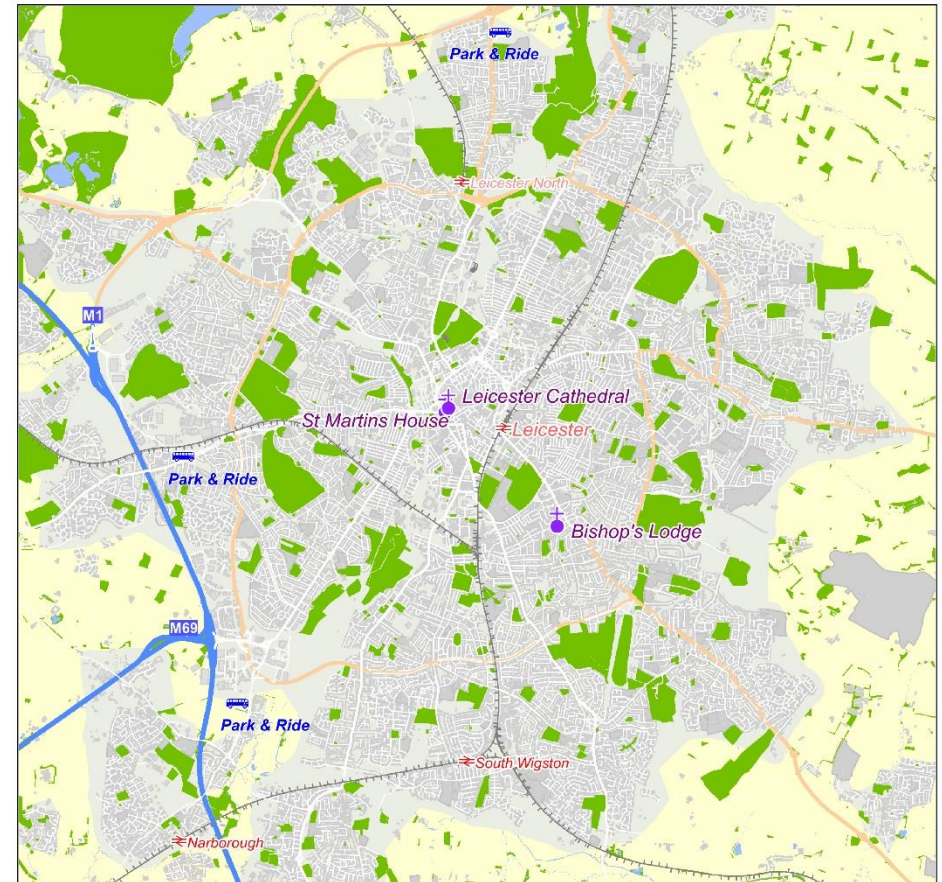 Park & Ride
Leicester North
M1
Leicester Cathedral
St Martins House
Leicester
Park & Ride
Bishop's Lodge
M69
Park & Ride
South Wigston
Narborough